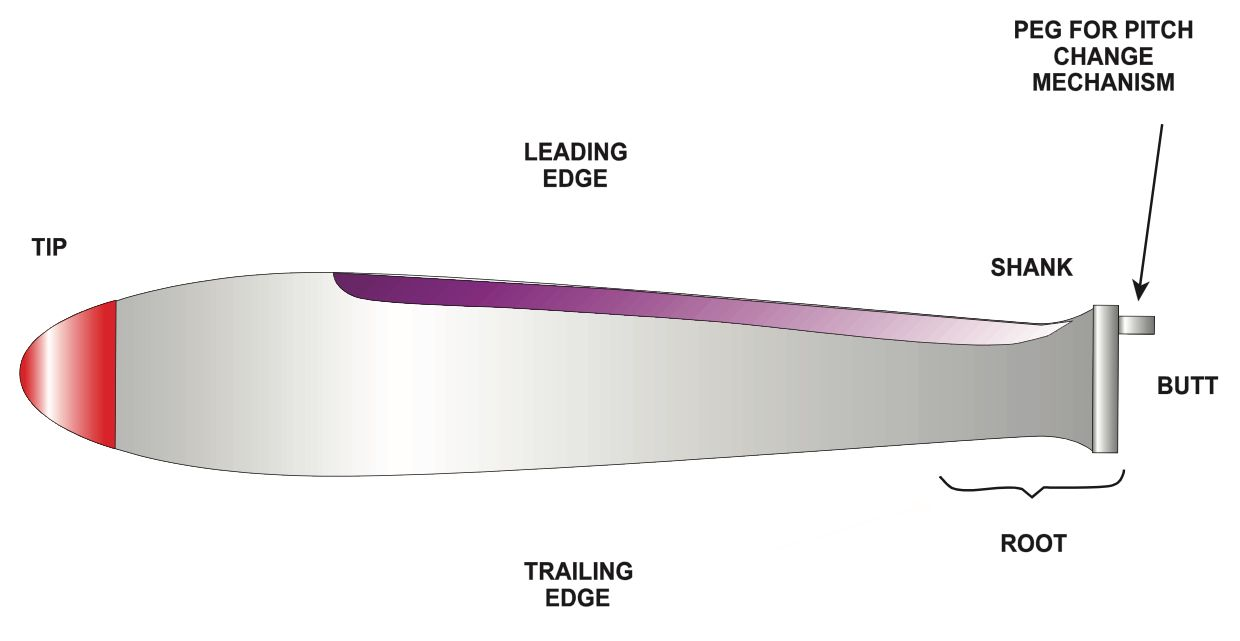 PEG FOR PITCH
CHANGE
MECHANISM
LEADING
EDGE
TIP
SHANK
BUTT
ROOT
TRAILING
EDGE